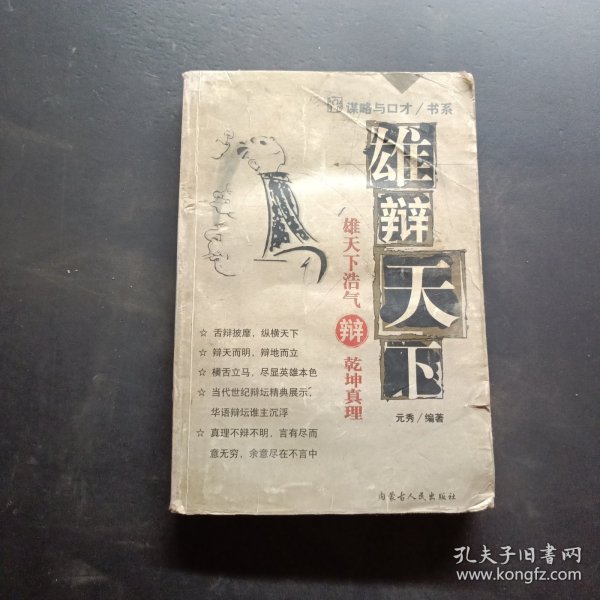 谋略与口才/书系
雄辩天下
雄天下浩气
辩
乾坤真理
☆ 舌辩披靡，纵横天下
☆ 辩天而明，辩地而立
☆ 横舌立马，尽显英雄本色
☆ 当代世纪辩坛精典展示，
华语辩坛谁主沉浮
☆ 真理不辩不明，言有尽而
意无穷，余意尽在不言中
元秀/编著
内蒙古人民出版社
孔夫子旧书网
www.kongfz.com